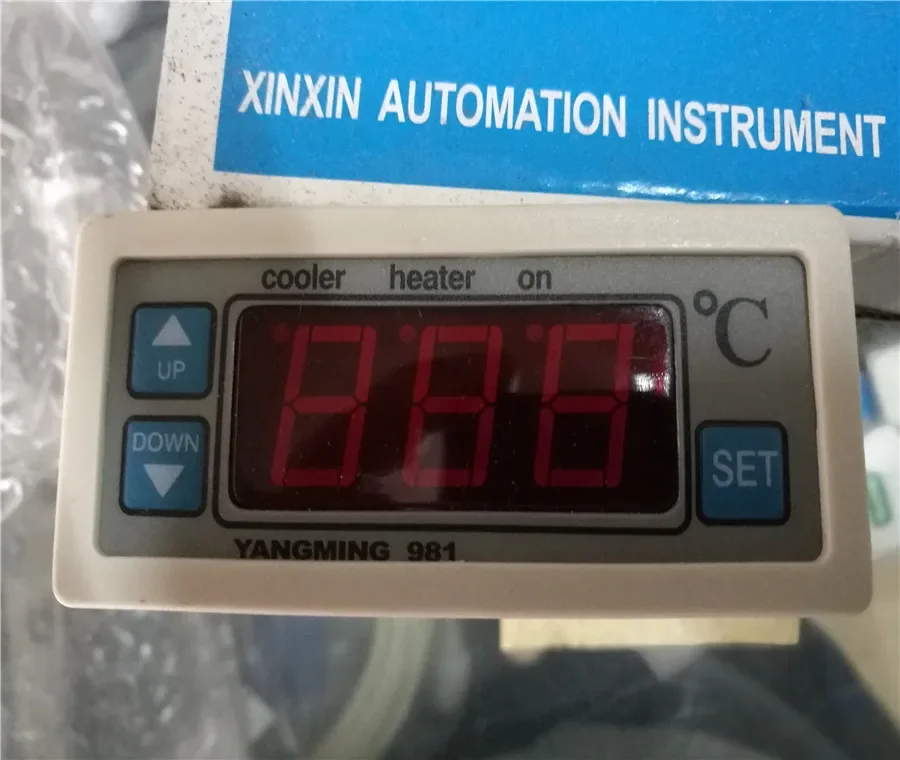 XINXIN AUTOMATION INSTRUMENT
cooler heater on
°C
UP
DOWN
SET
YANGMING 981